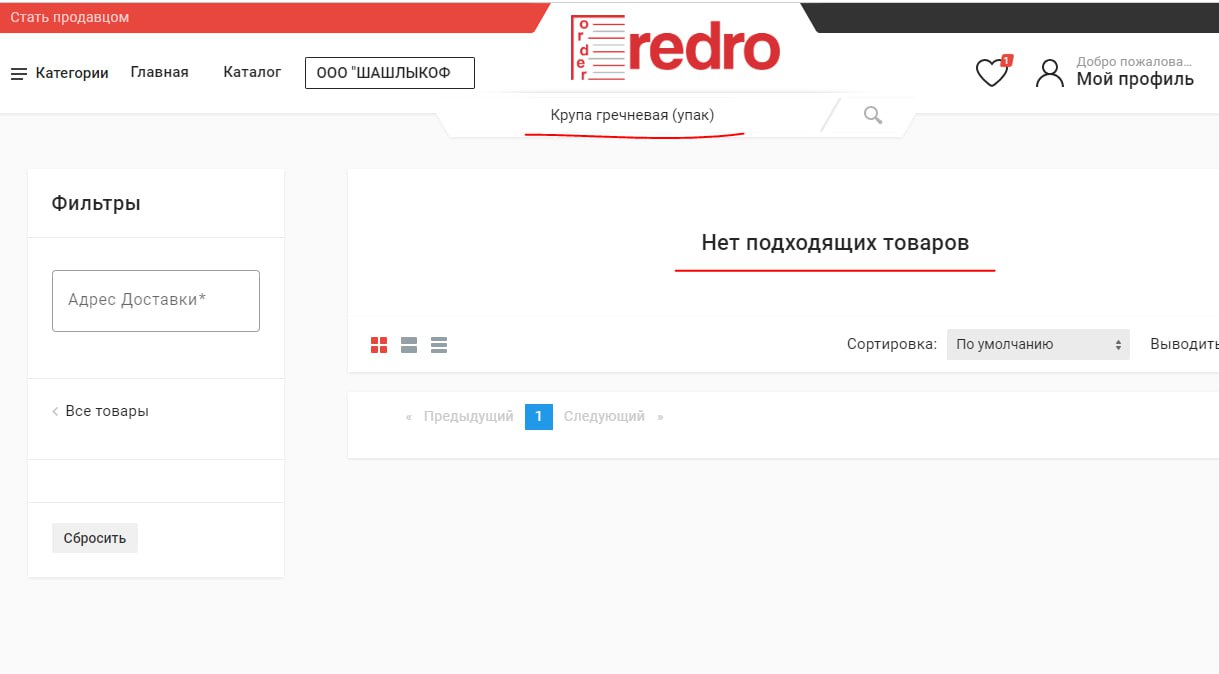 Стать продавцом
order redro
Категории Главная Каталог ООО "ШАШЛЫКОФ
1
Добро пожалова...
Мой профиль
Крупа гречневая (упак)
Фильтры
Нет подходящих товаров
Адрес Доставки*
Сортировка: По умолчанию Выводить
‹ Все товары
« Предыдущий 1 Следующий »
Сбросить